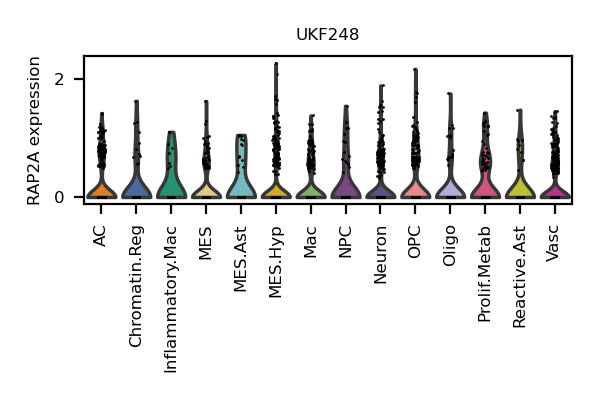 UKF248
RAP2A expression
2
0
AC
Chromatin.Reg
Inflammatory.Mac
MES
MES.Ast
MES.Hyp
Mac
NPC
Neuron
OPC
Oligo
Prolif.Metab
Reactive.Ast
Vasc